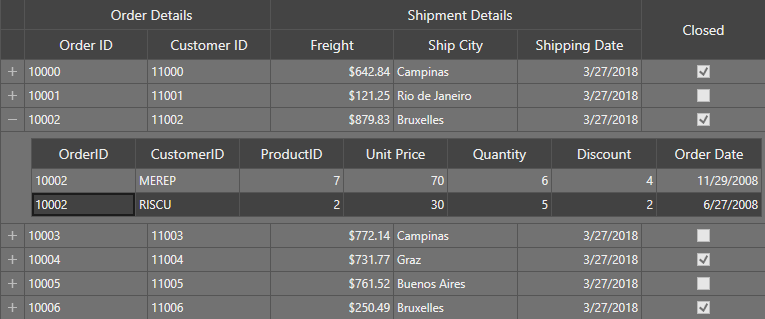 Order Details Shipment Details Closed
Order ID Customer ID Freight Ship City Shipping Date
10000 11000 $642.84 Campinas 3/27/2018
10001 11001 $121.25 Rio de Janeiro 3/27/2018
10002 11002 $879.83 Bruxelles 3/27/2018
OrderID CustomerID ProductID Unit Price Quantity Discount Order Date
10002 MEREP 7 70 6 4 11/29/2008
10002 RISCU 2 30 5 2 6/27/2008
10003 11003 $772.14 Campinas 3/27/2018
10004 11004 $731.77 Graz 3/27/2018
10005 11005 $761.52 Buenos Aires 3/27/2018
10006 11006 $250.49 Bruxelles 3/27/2018